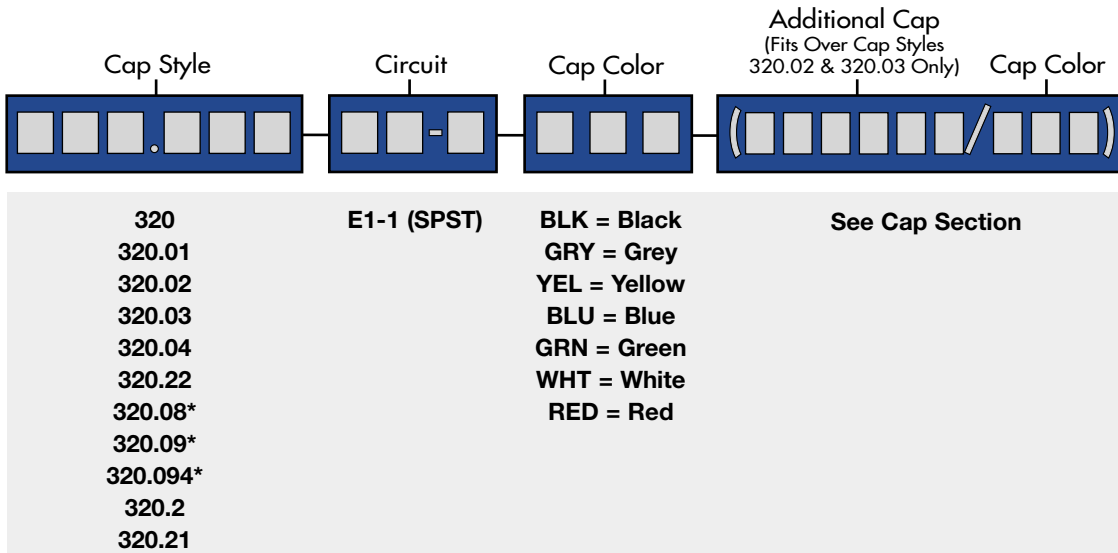 Additional Cap
(Fits Over Cap Styles
320.02 & 320.03 Only)
Cap Style
Circuit
Cap Color
Cap Color
. - ( / )
320
320.01
320.02
320.03
320.04
320.22
320.08*
320.09*
320.094*
320.2
320.21
E1-1 (SPST)
BLK = Black
GRY = Grey
YEL = Yellow
BLU = Blue
GRN = Green
WHT = White
RED = Red
See Cap Section